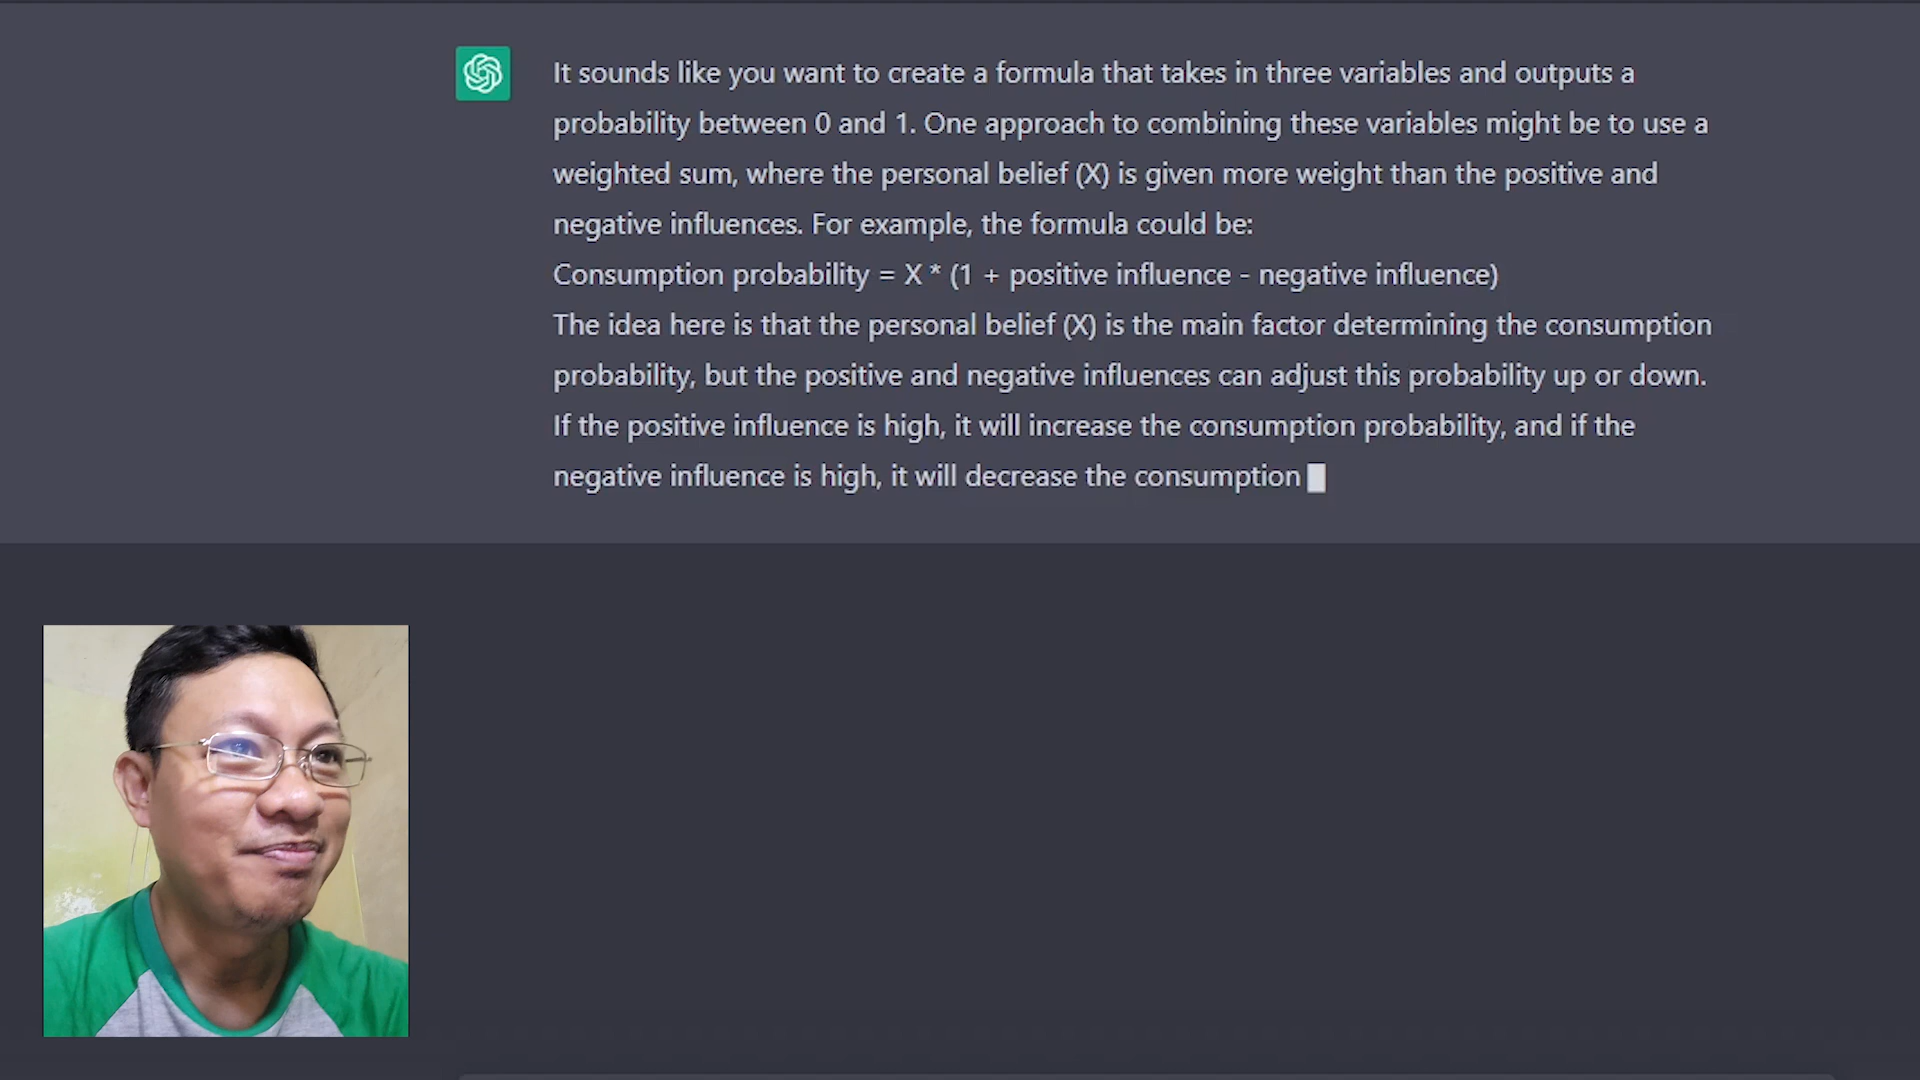 It sounds like you want to create a formula that takes in three variables and outputs a
probability between 0 and 1. One approach to combining these variables might be to use a
weighted sum, where the personal belief (X) is given more weight than the positive and
negative influences. For example, the formula could be:
Consumption probability = X * (1 + positive influence - negative influence)
The idea here is that the personal belief (X) is the main factor determining the consumption
probability, but the positive and negative influences can adjust this probability up or down.
If the positive influence is high, it will increase the consumption probability, and if the
negative influence is high, it will decrease the consumption